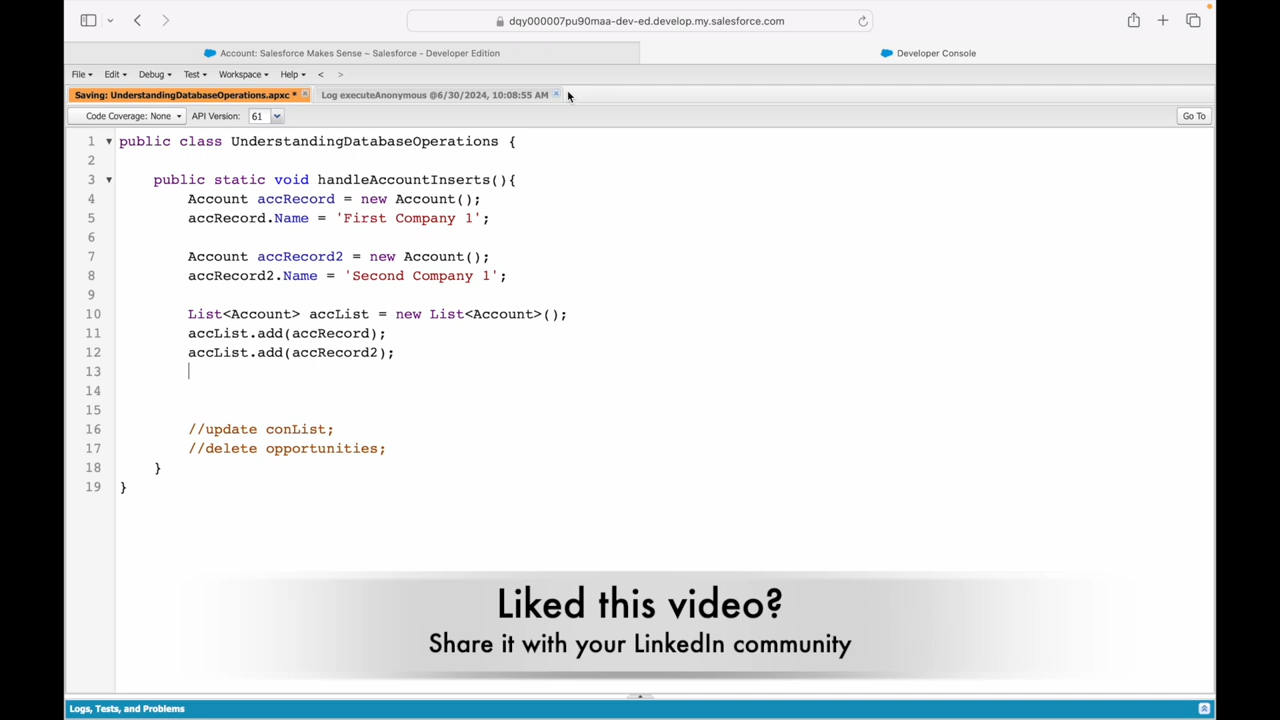 dqy000007pu90maa-dev-ed.develop.my.salesforce.com
Account: Salesforce Makes Sense ~ Salesforce - Developer Edition
Developer Console
File Edit Debug Test Workspace Help < >
Saving: UnderstandingDatabaseOperations.apxc * Log executeAnonymous @6/30/2024, 10:08:55 AM
Code Coverage: None API Version: 61 Go To
1 public class UnderstandingDatabaseOperations {
2
3 public static void handleAccountInserts(){
4 Account accRecord = new Account();
5 accRecord.Name = 'First Company 1';
6
7 Account accRecord2 = new Account();
8 accRecord2.Name = 'Second Company 1';
9
10 List<Account> accList = new List<Account>();
11 accList.add(accRecord);
12 accList.add(accRecord2);
13
14
15
16 //update conList;
17 //delete opportunities;
18 }
19 }
Liked this video?
Share it with your LinkedIn community
Logs, Tests, and Problems